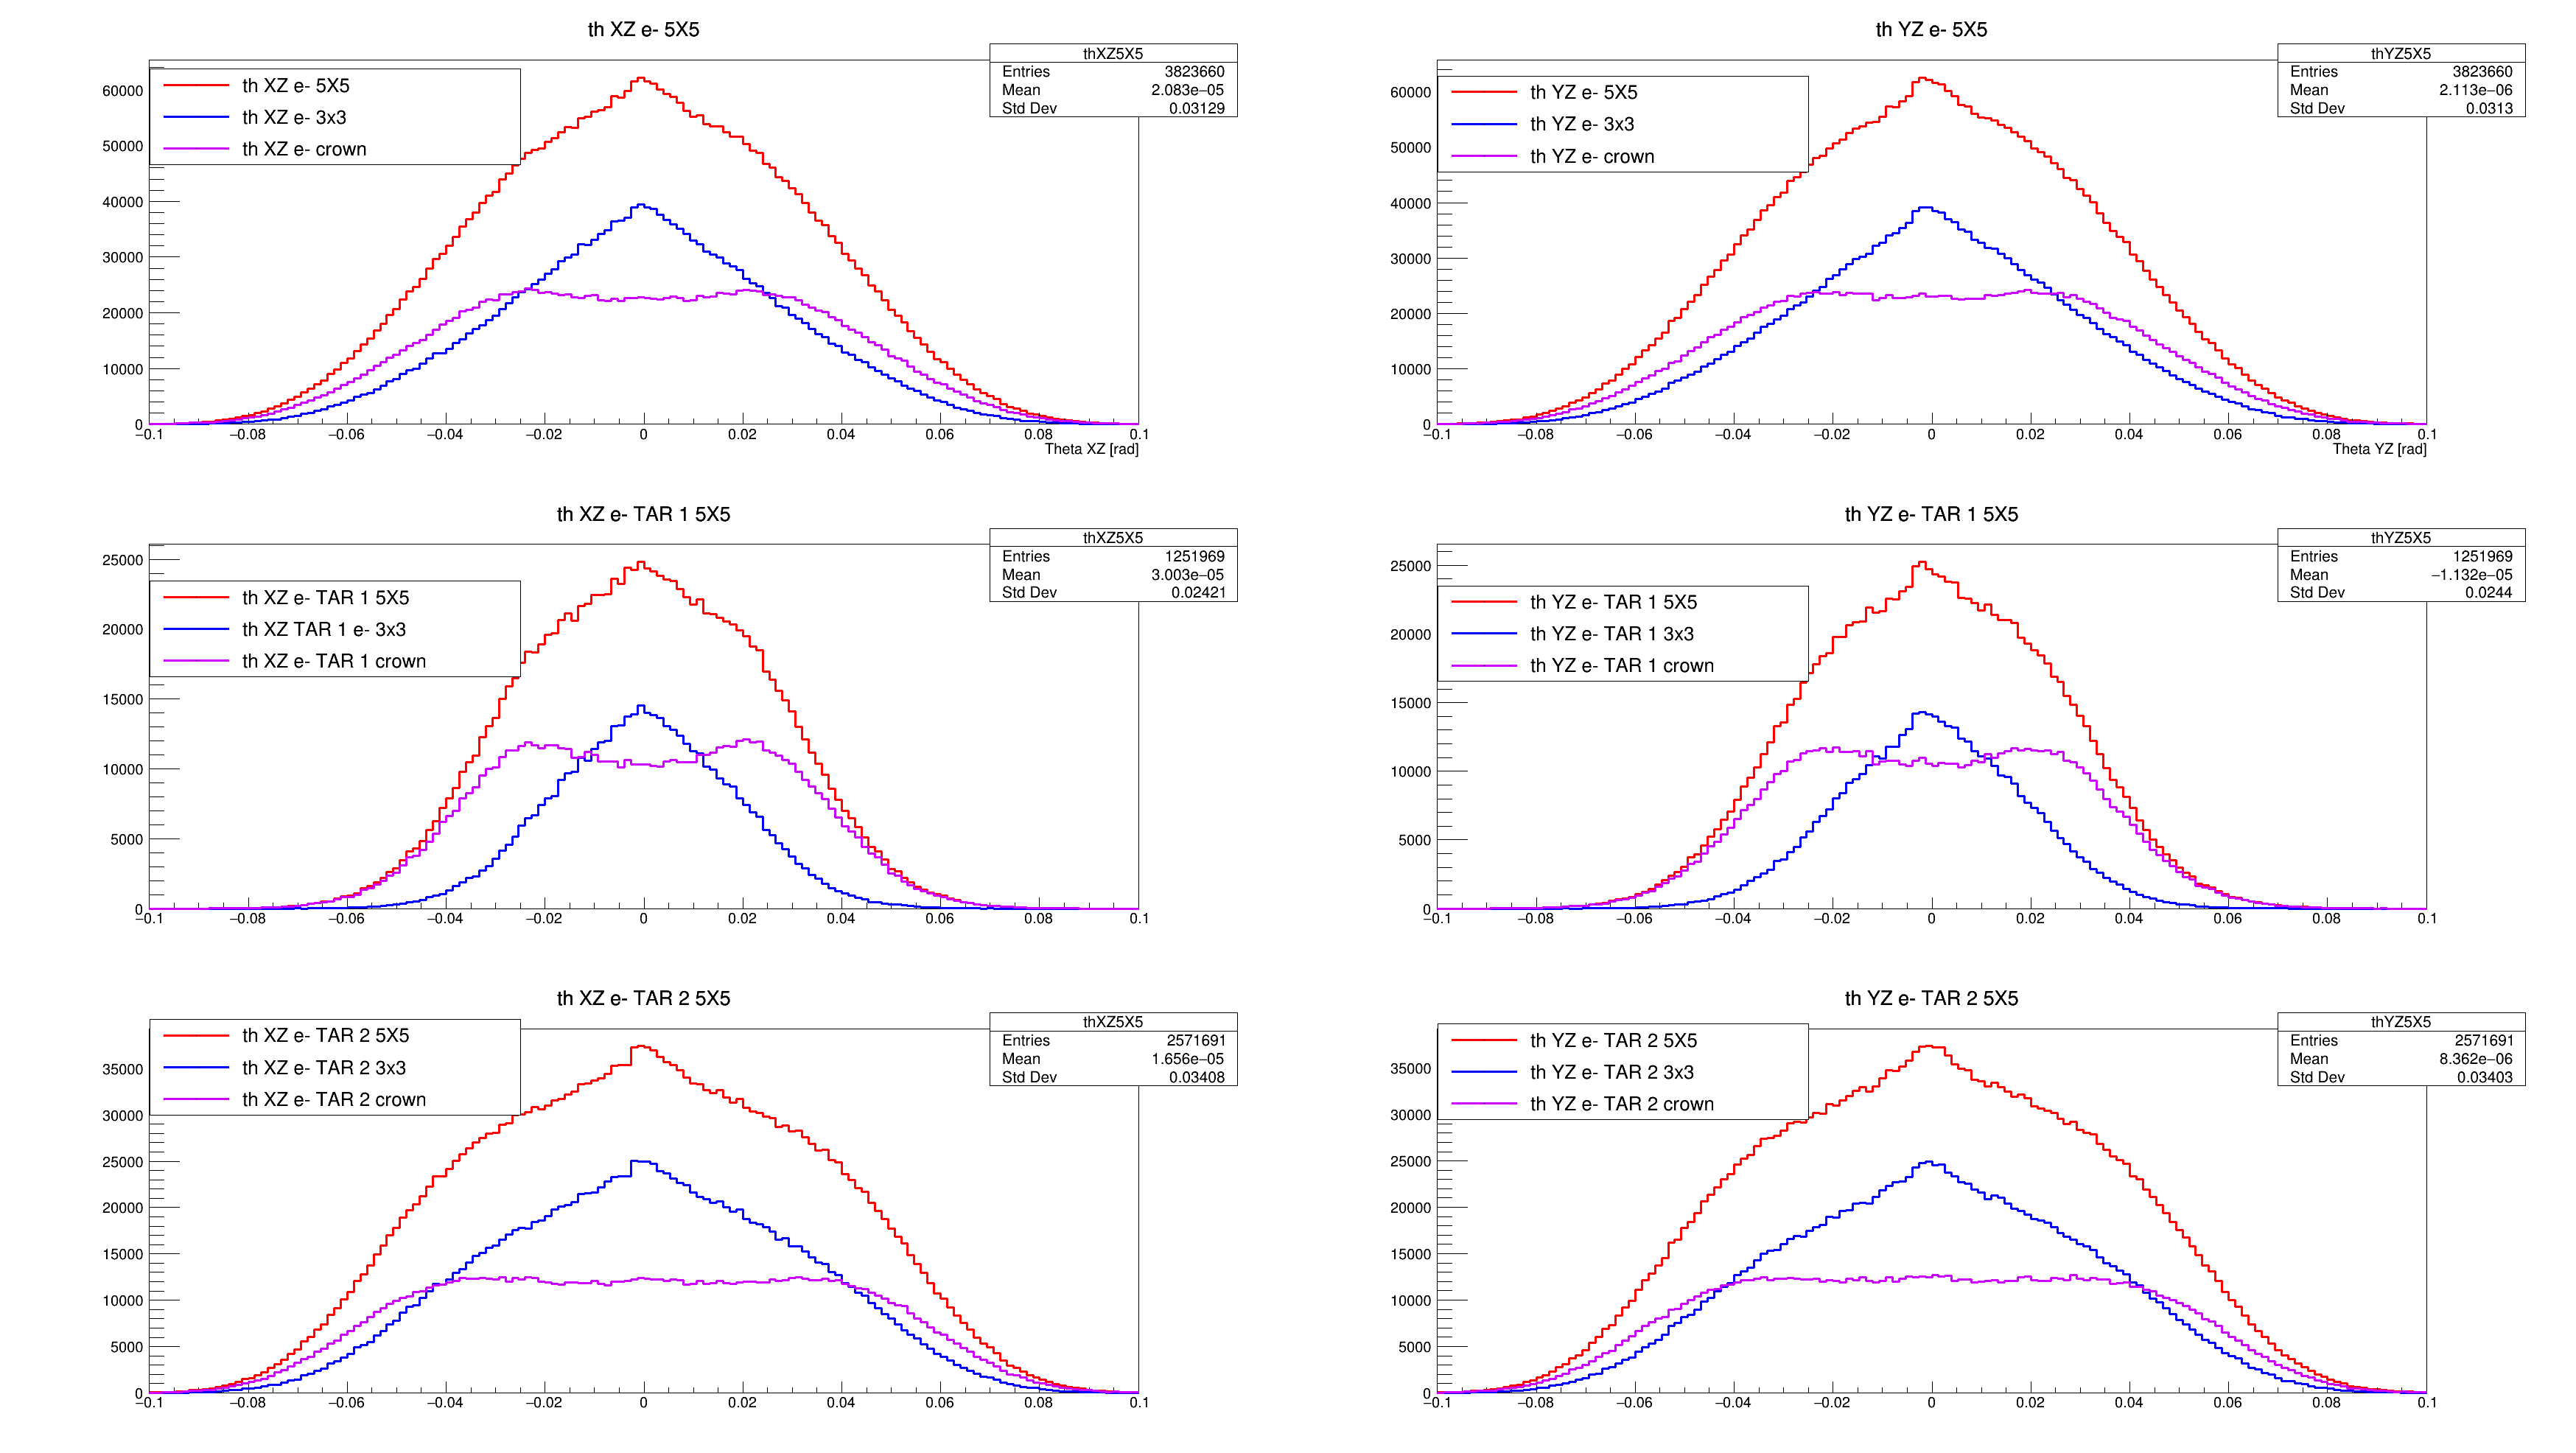 th XZ e- 5X5
thXZ5X5
Entries 3823660
Mean 2.083e−05
Std Dev 0.03129
th XZ e- 5X5
th XZ e- 3x3
th XZ e- crown
60000
50000
40000
30000
20000
10000
0
−0.1 −0.08 −0.06 −0.04 −0.02 0 0.02 0.04 0.06 0.08 0.1
Theta XZ [rad]
th YZ e- 5X5
thYZ5X5
Entries 3823660
Mean 2.113e−06
Std Dev 0.0313
th YZ e- 5X5
th YZ e- 3x3
th YZ e- crown
60000
50000
40000
30000
20000
10000
0
−0.1 −0.08 −0.06 −0.04 −0.02 0 0.02 0.04 0.06 0.08 0.1
Theta YZ [rad]
th XZ e- TAR 1 5X5
thXZ5X5
Entries 1251969
Mean 3.003e−05
Std Dev 0.02421
th XZ e- TAR 1 5X5
th XZ TAR 1 e- 3x3
th XZ e- TAR 1 crown
25000
20000
15000
10000
5000
0
−0.1 −0.08 −0.06 −0.04 −0.02 0 0.02 0.04 0.06 0.08 0.1
th YZ e- TAR 1 5X5
thYZ5X5
Entries 1251969
Mean −1.132e−05
Std Dev 0.0244
th YZ e- TAR 1 5X5
th YZ e- TAR 1 3x3
th YZ e- TAR 1 crown
25000
20000
15000
10000
5000
0
−0.1 −0.08 −0.06 −0.04 −0.02 0 0.02 0.04 0.06 0.08 0.1
th XZ e- TAR 2 5X5
thXZ5X5
Entries 2571691
Mean 1.656e−05
Std Dev 0.03408
th XZ e- TAR 2 5X5
th XZ e- TAR 2 3x3
th XZ e- TAR 2 crown
35000
30000
25000
20000
15000
10000
5000
0
−0.1 −0.08 −0.06 −0.04 −0.02 0 0.02 0.04 0.06 0.08 0.1
th YZ e- TAR 2 5X5
thYZ5X5
Entries 2571691
Mean 8.362e−06
Std Dev 0.03403
th YZ e- TAR 2 5X5
th YZ e- TAR 2 3x3
th YZ e- TAR 2 crown
35000
30000
25000
20000
15000
10000
5000
0
−0.1 −0.08 −0.06 −0.04 −0.02 0 0.02 0.04 0.06 0.08 0.1